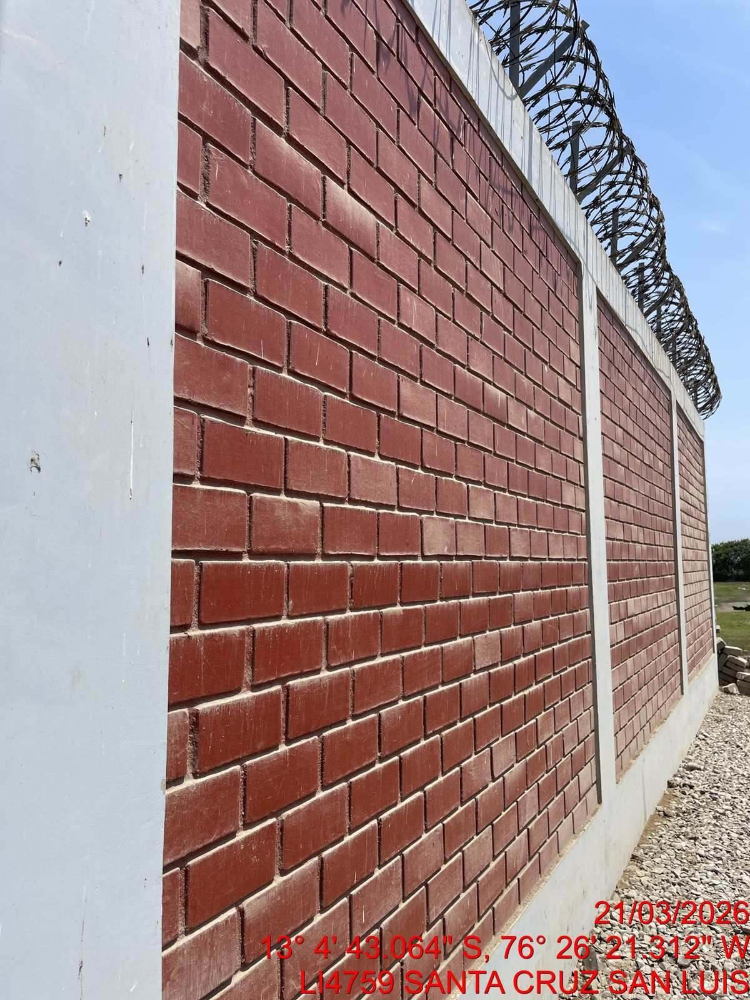 21/03/2026
13° 4' 43.064" S, 76° 26' 21.312" W
LI4759 SANTA CRUZ SAN LUIS